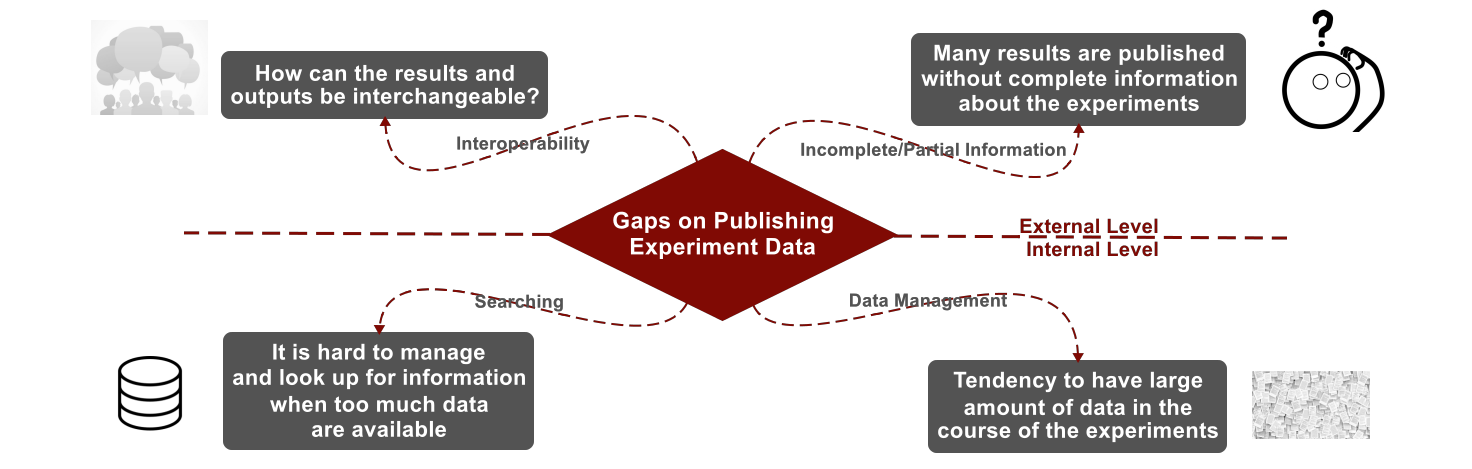 How can the results and
outputs be interchangeable?
Interoperability
Many results are published
without complete information
about the experiments
?
Incomplete/Partial Information
Gaps on Publishing
Experiment Data
External Level
Internal Level
Searching
It is hard to manage
and look up for information
when too much data
are available
Data Management
Tendency to have large
amount of data in the
course of the experiments